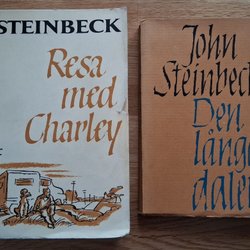 STEINBECK
Resa
med
Charley
John
Steinbeck
Den
långa
dalen